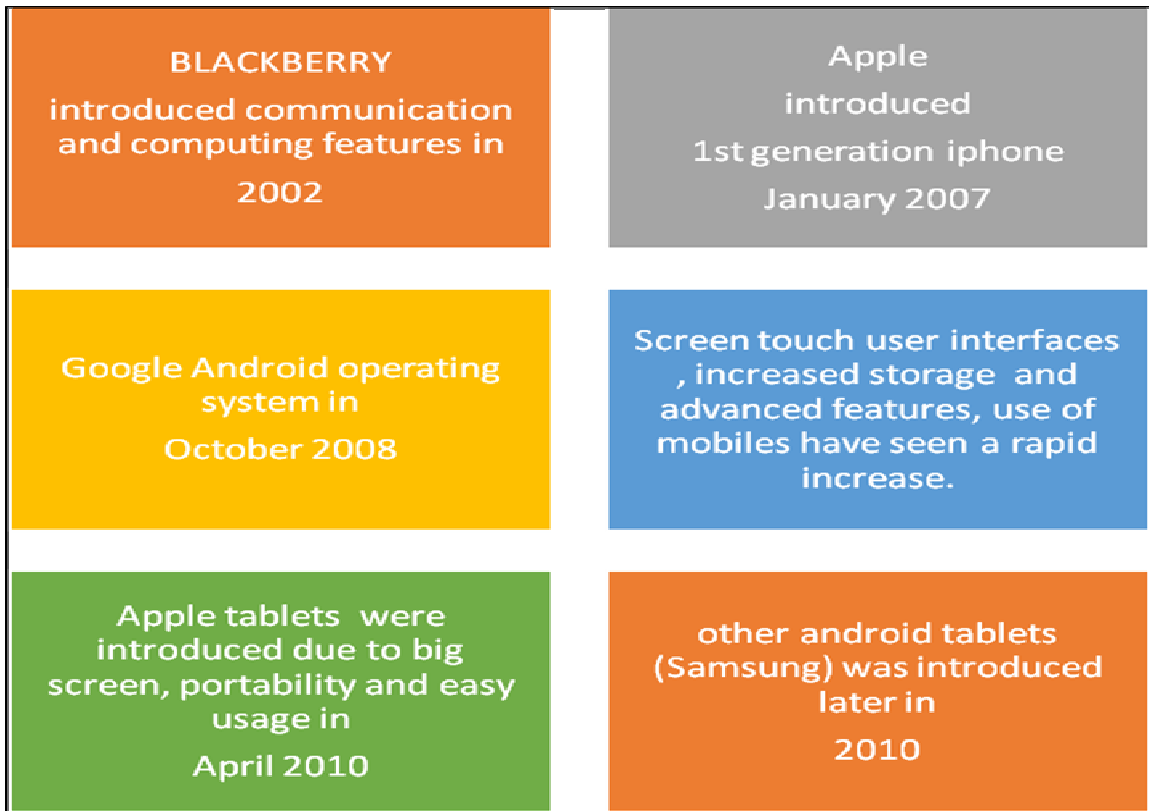 BLACKBERRY
introduced communication
and computing features in
2002
Apple
introduced
1st generation iphone
January 2007
Google Android operating
system in
October 2008
Screen touch user interfaces
, increased storage and
advanced features, use of
mobiles have seen a rapid
increase.
Apple tablets were
introduced due to big
screen, portability and easy
usage in
April 2010
other android tablets
(Samsung) was introduced
later in
2010